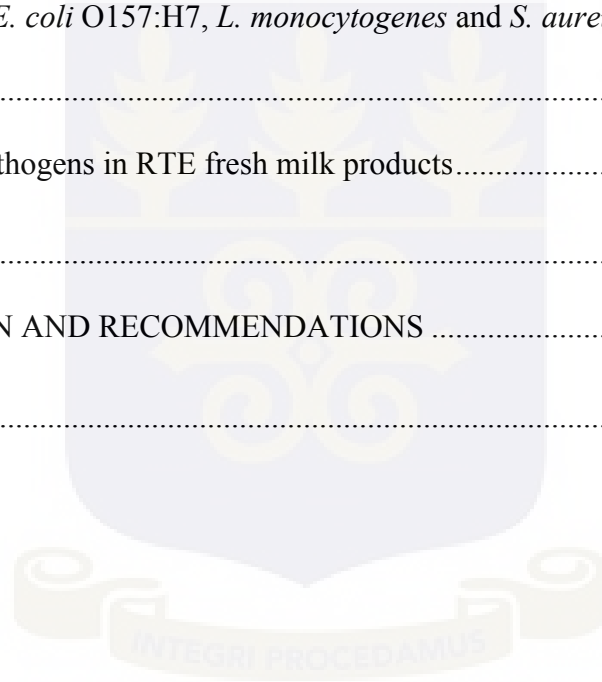 E. coli O157:H7, L. monocytogenes and S. aure
....................................................................................
thogens in RTE fresh milk products...................
....................................................................................
N AND RECOMMENDATIONS ......................
....................................................................................
INTEGRI PROCEDAMUS